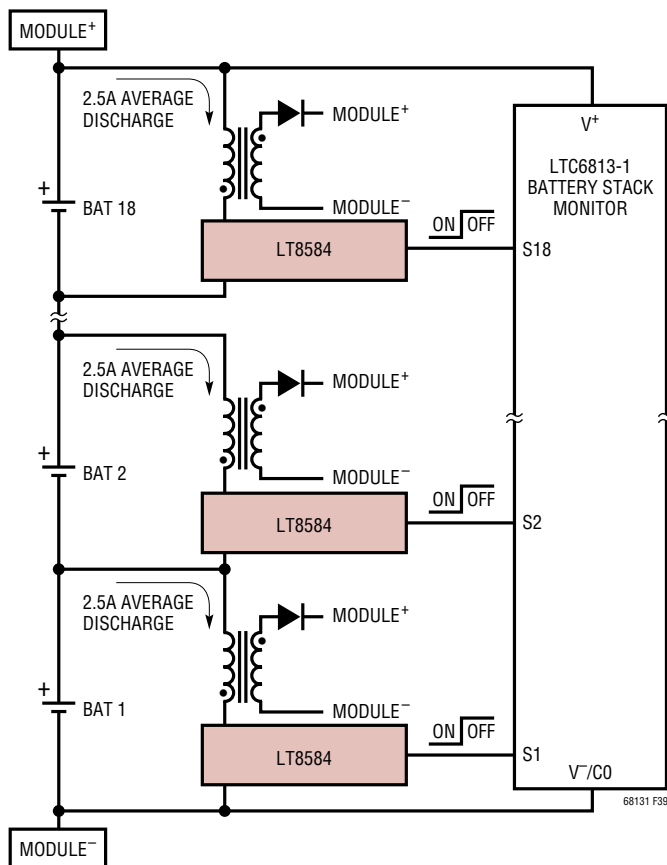 MODULE+
2.5A AVERAGE
DISCHARGE
MODULE+
MODULE–
+
BAT 18
LT8584
ON OFF
V+
LTC6813-1
BATTERY STACK
MONITOR
S18
2.5A AVERAGE
DISCHARGE
MODULE+
MODULE–
+
BAT 2
LT8584
ON OFF
S2
2.5A AVERAGE
DISCHARGE
MODULE+
MODULE–
+
BAT 1
LT8584
ON OFF
S1
V–/C0
68131 F39
MODULE–